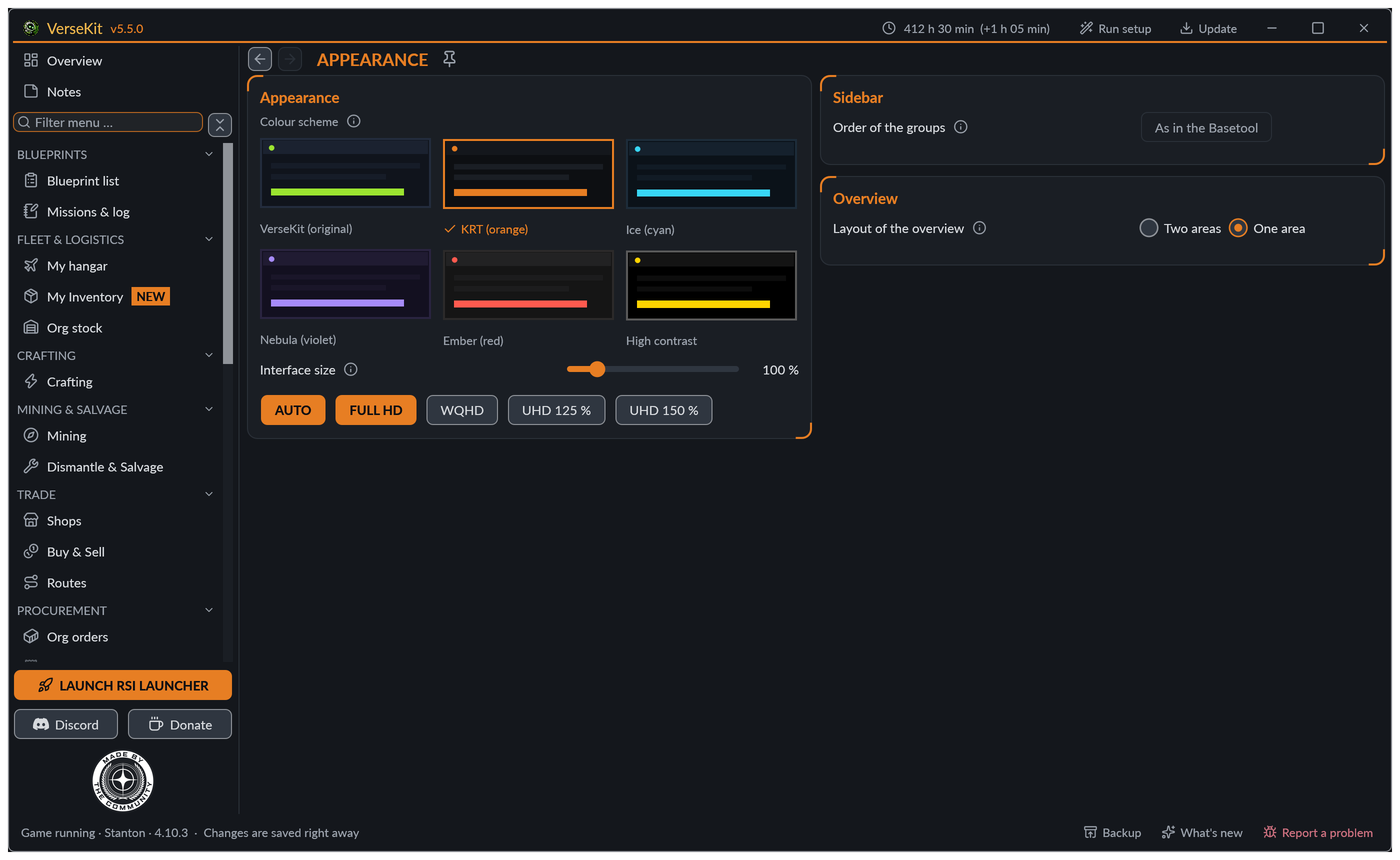 VerseKit v5.5.0
412 h 30 min (+1 h 05 min)
Run setup
Update
Overview
Notes
Filter menu ...
BLUEPRINTS
Blueprint list
Missions & log
FLEET & LOGISTICS
My hangar
My Inventory NEW
Org stock
CRAFTING
Crafting
MINING & SALVAGE
Mining
Dismantle & Salvage
TRADE
Shops
Buy & Sell
Routes
PROCUREMENT
Org orders
LAUNCH RSI LAUNCHER
Discord
Donate
MADE BY
THE COMMUNITY
APPEARANCE
Appearance
Colour scheme
VerseKit (original)
KRT (orange)
Ice (cyan)
Nebula (violet)
Ember (red)
High contrast
Interface size
100 %
AUTO
FULL HD
WQHD
UHD 125 %
UHD 150 %
Sidebar
Order of the groups
As in the Basetool
Overview
Layout of the overview
Two areas
One area
Game running · Stanton · 4.10.3 · Changes are saved right away
Backup
What's new
Report a problem